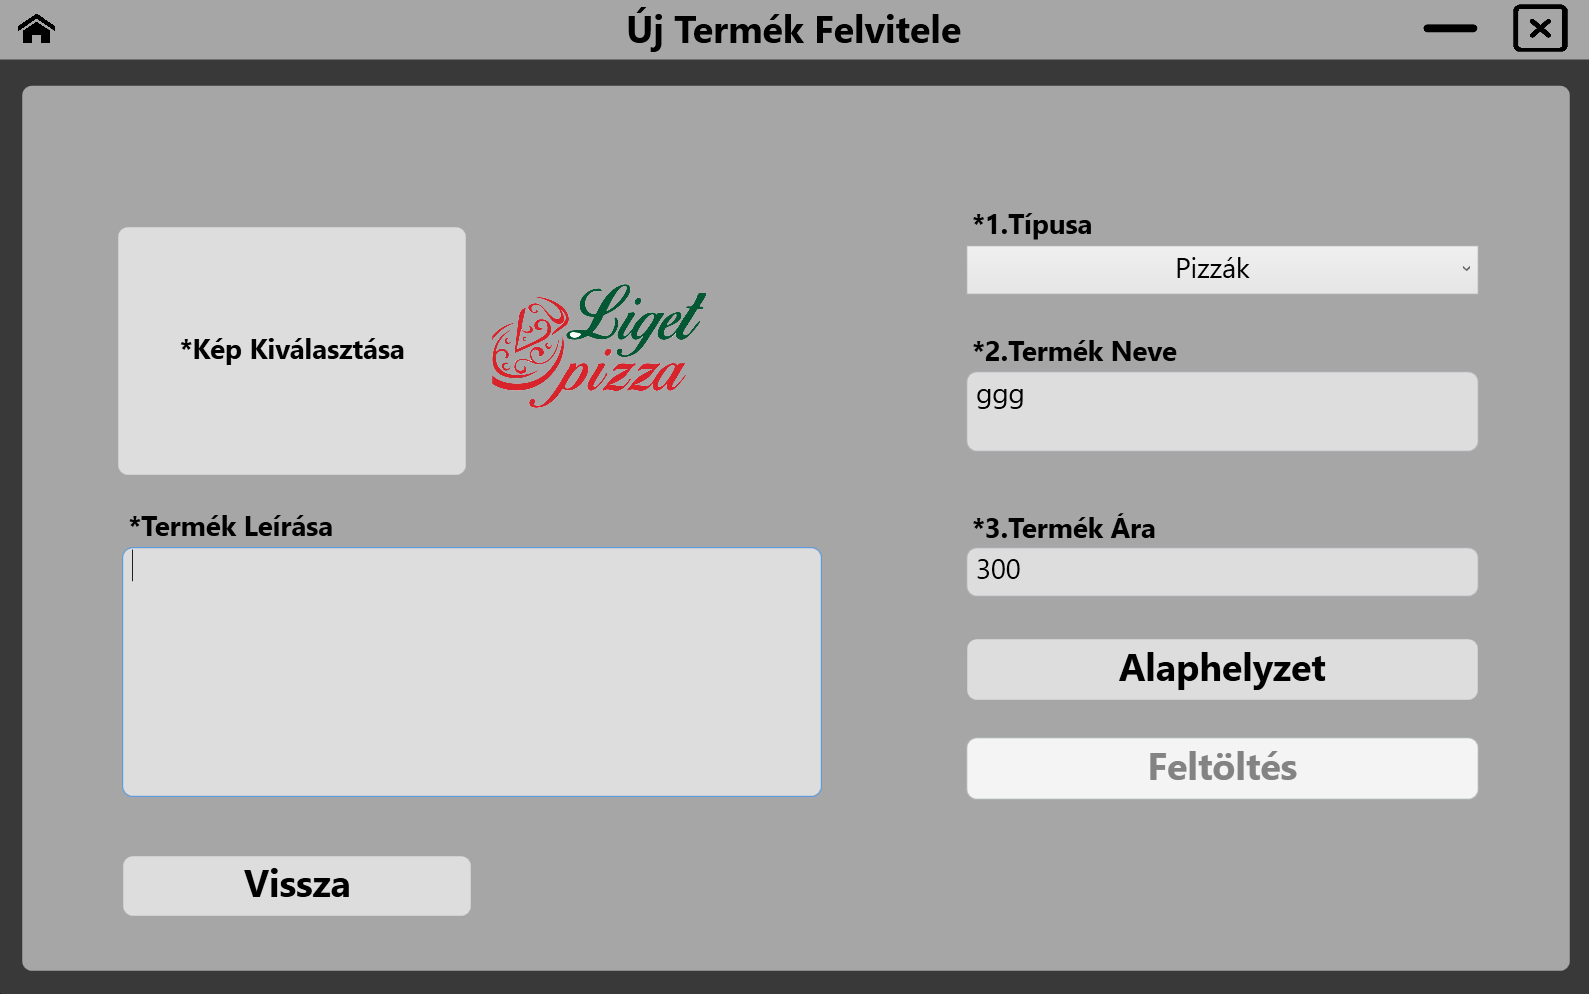 Új Termék Felvitele
*Kép Kiválasztása
Liget
pizza
*1.Típusa
Pizzák
*2.Termék Neve
ggg
*Termék Leírása
*3.Termék Ára
300
Alaphelyzet
Feltöltés
Vissza